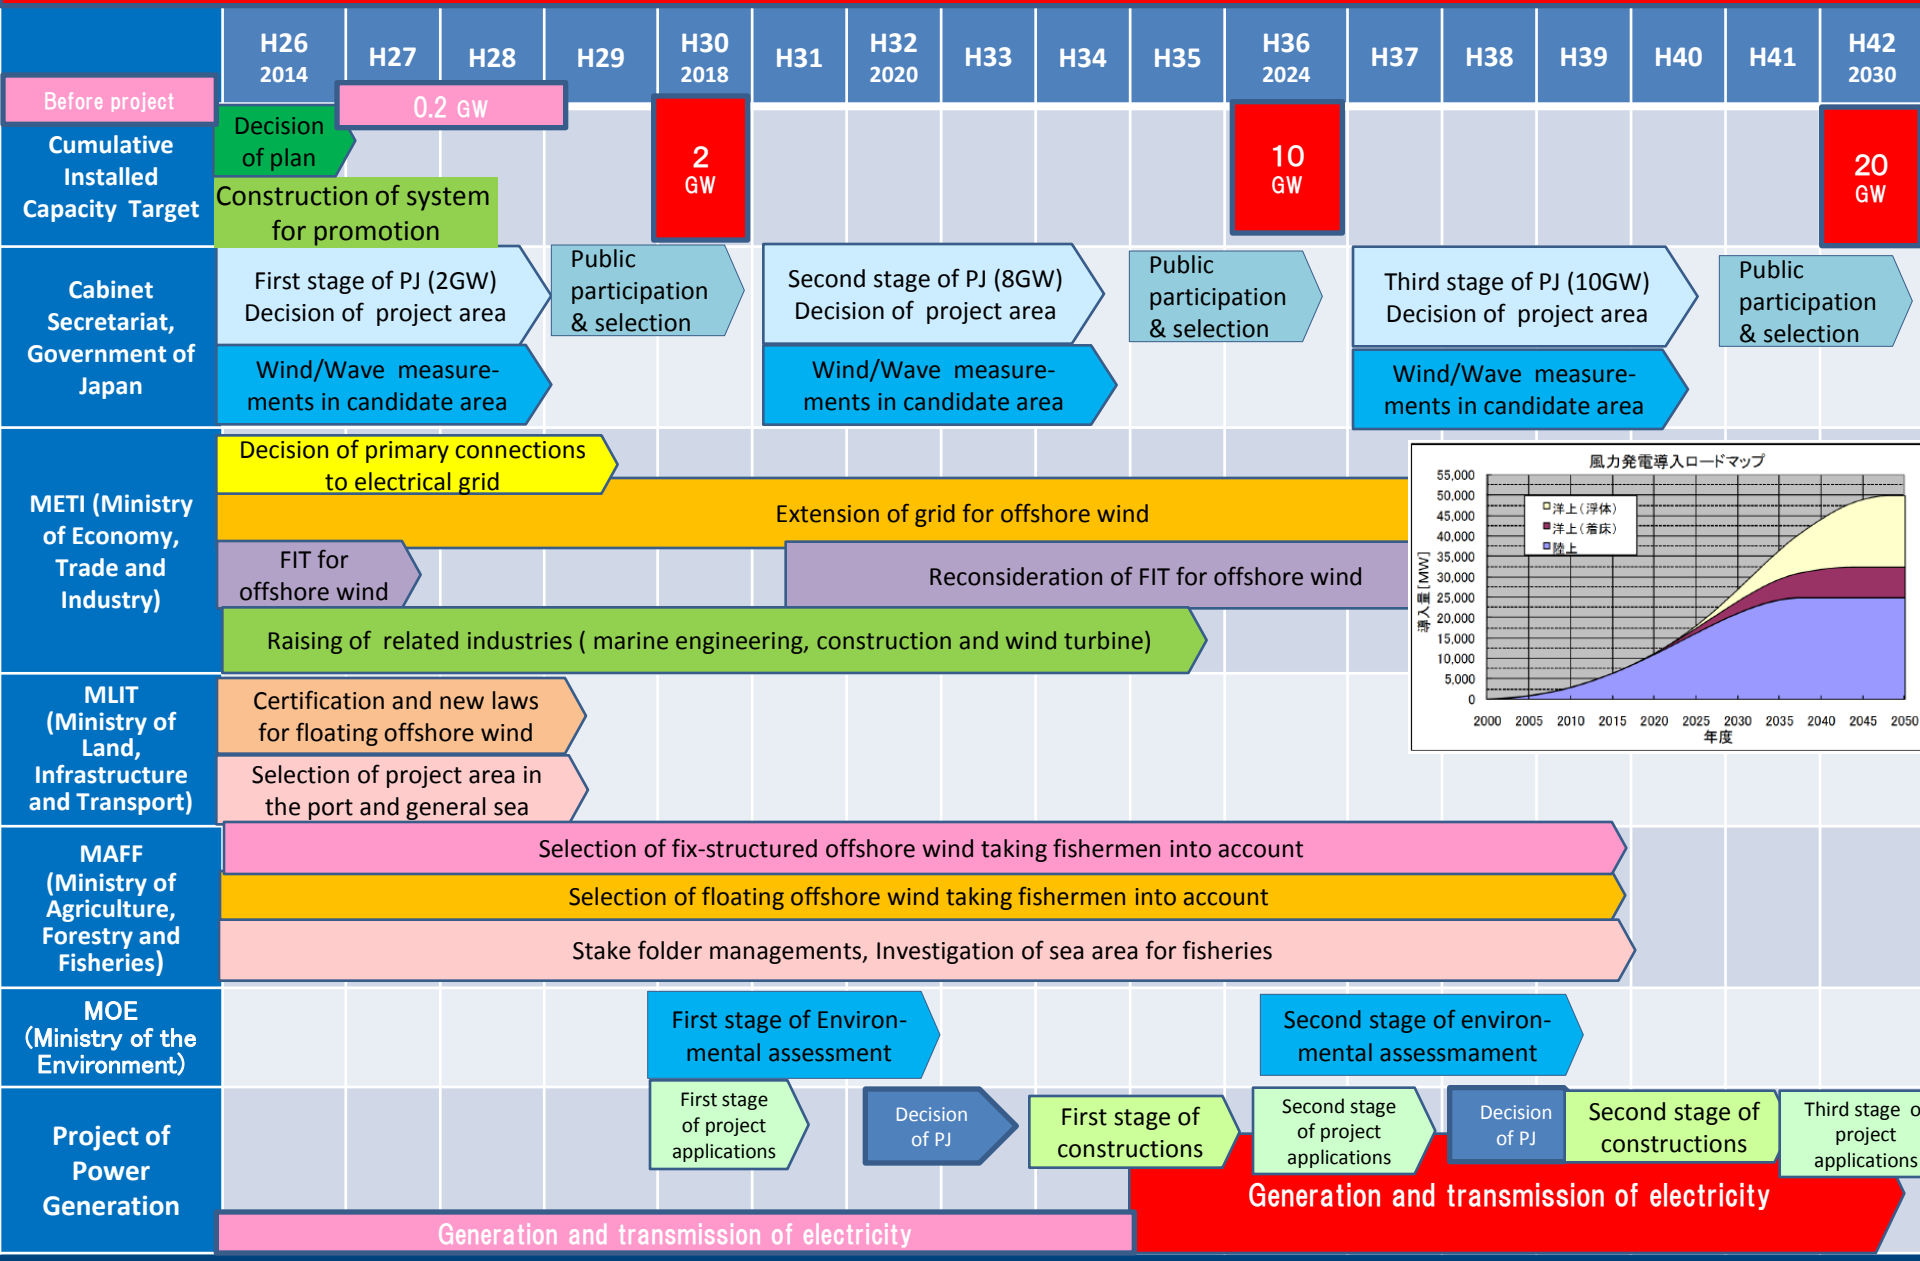 H26
2014
H27
H28
H29
H30
2018
H31
H32
2020
H33
H34
H35
H36
2024
H37
H38
H39
H40
H41
H42
2030
Before project
0.2 GW
Cumulative
Installed
Capacity Target
Decision
of plan
Construction of system
for promotion
2
GW
10
GW
20
GW
Cabinet
Secretariat,
Government of
Japan
First stage of PJ (2GW)
Decision of project area
Public
participation
& selection
Second stage of PJ (8GW)
Decision of project area
Public
participation
& selection
Third stage of PJ (10GW)
Decision of project area
Public
participation
& selection
Wind/Wave measure-
ments in candidate area
Wind/Wave measure-
ments in candidate area
Wind/Wave measure-
ments in candidate area
METI (Ministry
of Economy,
Trade and
Industry)
Decision of primary connections
to electrical grid
Extension of grid for offshore wind
FIT for
offshore wind
Reconsideration of FIT for offshore wind
Raising of related industries ( marine engineering, construction and wind turbine)
風力発電導入ロードマップ
55,000
50,000
45,000
40,000
35,000
30,000
25,000
20,000
15,000
10,000
5,000
0
導入量[MW]
洋上(浮体)
洋上(着床)
陸上
2000 2005 2010 2015 2020 2025 2030 2035 2040 2045 2050
年度
MLIT
(Ministry of
Land,
Infrastructure
and Transport)
Certification and new laws
for floating offshore wind
Selection of project area in
the port and general sea
MAFF
(Ministry of
Agriculture,
Forestry and
Fisheries)
Selection of fix-structured offshore wind taking fishermen into account
Selection of floating offshore wind taking fishermen into account
Stake folder managements, Investigation of sea area for fisheries
MOE
(Ministry of the
Environment)
First stage of Environ-
mental assessment
Second stage of environ-
mental assessmament
Project of
Power
Generation
First stage
of project
applications
Decision
of PJ
First stage of
constructions
Second stage
of project
applications
Decision
of PJ
Second stage of
constructions
Third stage o
project
applications
Generation and transmission of electricity
Generation and transmission of electricity